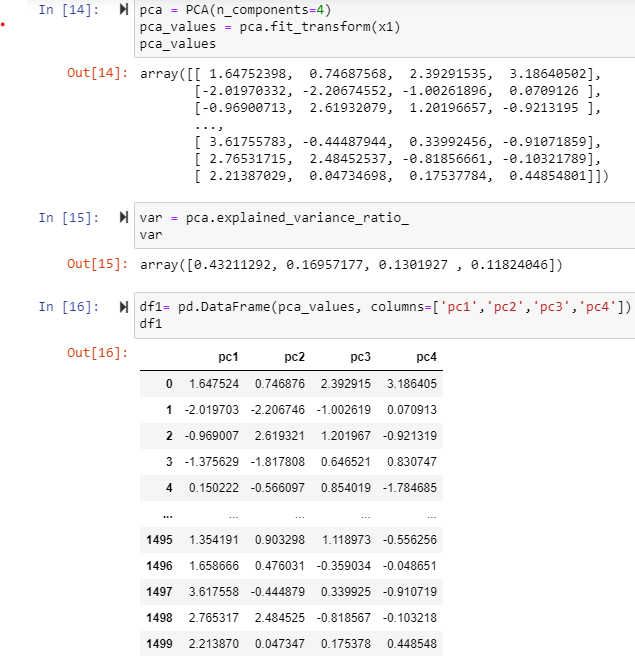 In [14]: pca = PCA(n_components=4)
pca_values = pca.fit_transform(x1)
pca_values
Out[14]: array([[ 1.64752398, 0.74687568, 2.39291535, 3.18640502],
[-2.01970332, -2.20674552, -1.00261896, 0.0709126 ],
[-0.96900713, 2.61932079, 1.20196657, -0.9213195 ],
...,
[ 3.61755783, -0.44487944, 0.33992456, -0.91071859],
[ 2.76531715, 2.48452537, -0.81856661, -0.10321789],
[ 2.21387029, 0.04734698, 0.17537784, 0.44854801]])
In [15]: var = pca.explained_variance_ratio_
var
Out[15]: array([0.43211292, 0.16957177, 0.1301927 , 0.11824046])
In [16]: df1= pd.DataFrame(pca_values, columns=['pc1','pc2','pc3','pc4'])
df1
Out[16]:
pc1 pc2 pc3 pc4
0 1.647524 0.746876 2.392915 3.186405
1 -2.019703 -2.206746 -1.002619 0.070913
2 -0.969007 2.619321 1.201967 -0.921319
3 -1.375629 -1.817808 0.646521 0.830747
4 0.150222 -0.566097 0.854019 -1.784685
... ... ... ... ...
1495 1.354191 0.903298 1.118973 -0.556256
1496 1.658666 0.476031 -0.359034 -0.048651
1497 3.617558 -0.444879 0.339925 -0.910719
1498 2.765317 2.484525 -0.818567 -0.103218
1499 2.213870 0.047347 0.175378 0.448548